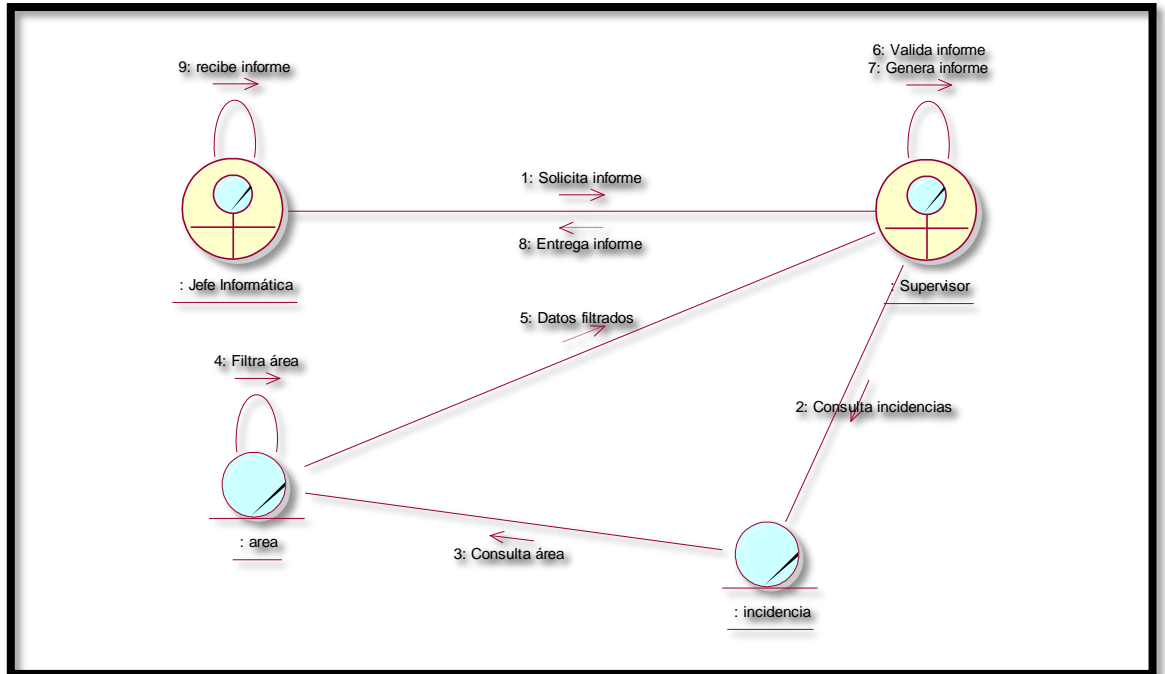 6: Valida informe
7: Genera informe
9: recibe informe
1: Solicita informe
8: Entrega informe
: Jefe Informática
: Supervisor
5: Datos filtrados
4: Filtra área
2: Consulta incidencias
: area
3: Consulta área
: incidencia